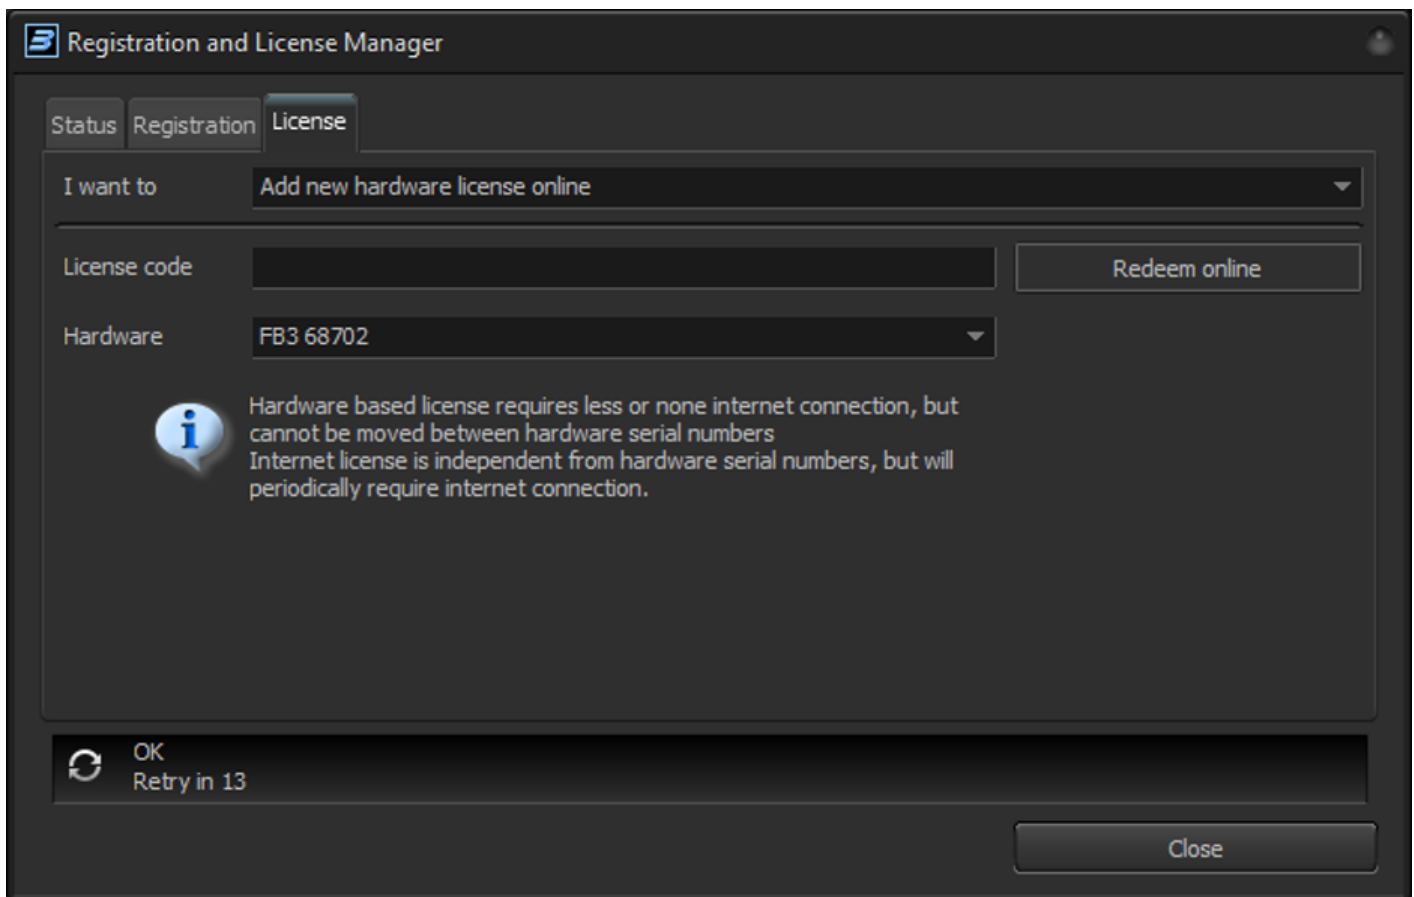 Registration and License Manager
Status Registration License
I want to Add new hardware license online
License code Redeem online
Hardware FB3 68702
Hardware based license requires less or none internet connection, but
cannot be moved between hardware serial numbers
Internet license is independent from hardware serial numbers, but will
periodically require internet connection.
OK
Retry in 13
Close